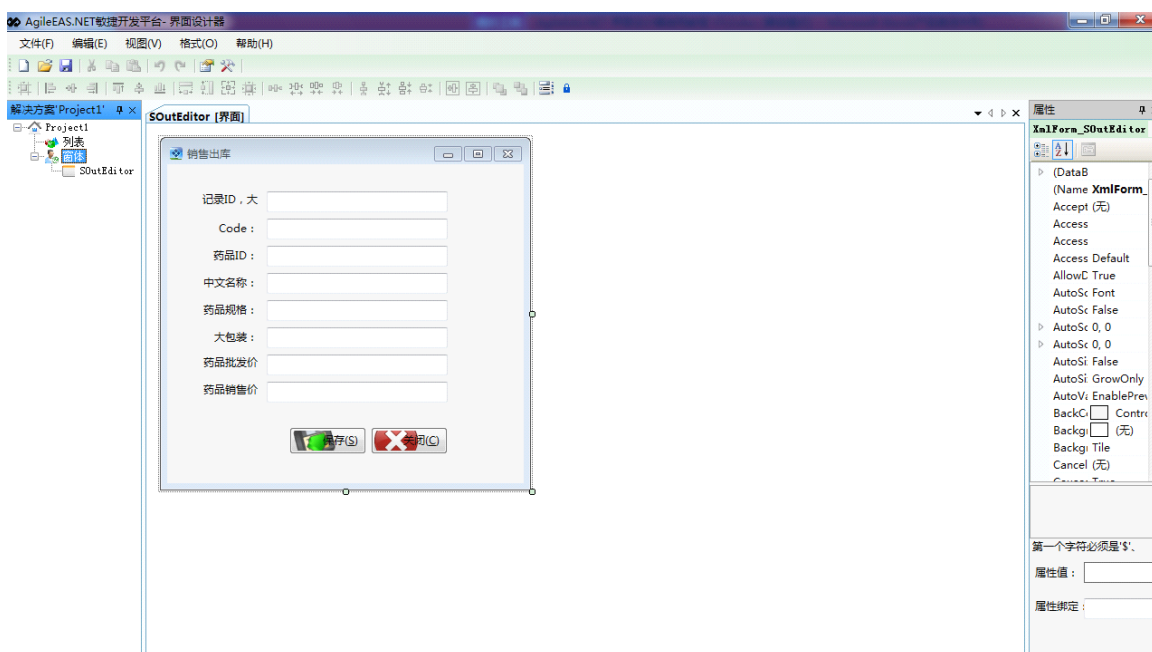 AgileEAS.NET敏捷开发平台- 界面设计器
文件(F) 编辑(E) 视图(V) 格式(O) 帮助(H)
解决方案'Project1'
Project1
列表
窗体
SOutEditor
SOutEditor [界面]
销售出库
记录ID，大
Code：
药品ID：
中文名称：
药品规格：
大包装：
药品批发价
药品销售价
保存(S) 关闭(C)
属性
XmlForm_SOutEditor
(DataB
(Name XmlForm_
Accept (无)
Access
Access
Access Default
AllowD True
AutoSc Font
AutoSc False
AutoSc 0, 0
AutoSc 0, 0
AutoSi False
AutoSi GrowOnly
AutoVa EnablePrev
BackCo Contro
Backgr (无)
Backgr Tile
Cancel (无)
第一个字符必须是'$'、
属性值：
属性绑定：